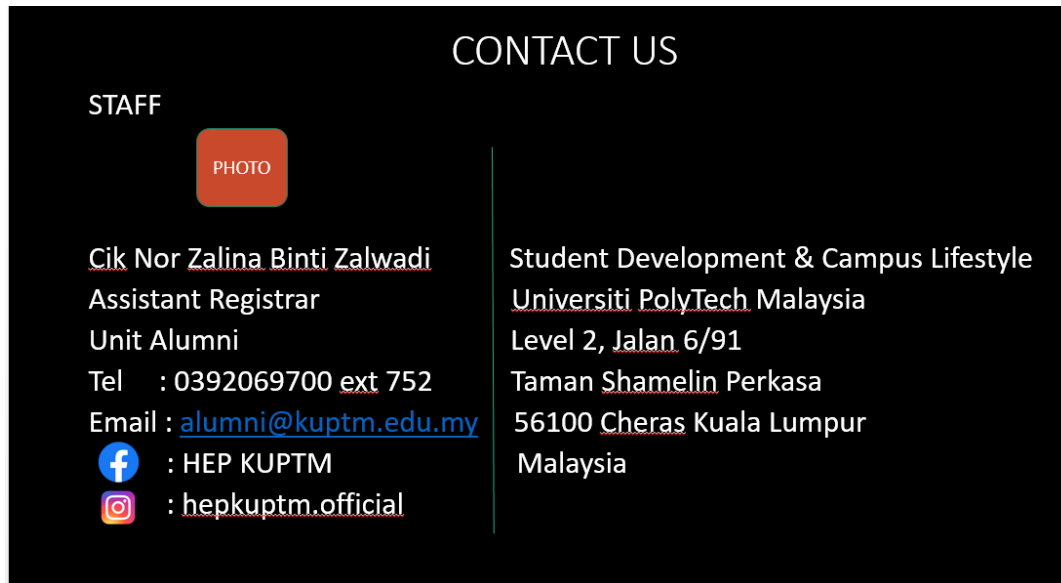 CONTACT US
STAFF
PHOTO
Cik Nor Zalina Binti Zalwadi
Assistant Registrar
Unit Alumni
Tel : 0392069700 ext 752
Email : alumni@kuptm.edu.my
: HEP KUPTM
: hepkuptm.official
Student Development & Campus Lifestyle
Universiti PolyTech Malaysia
Level 2, Jalan 6/91
Taman Shamelin Perkasa
56100 Cheras Kuala Lumpur
Malaysia